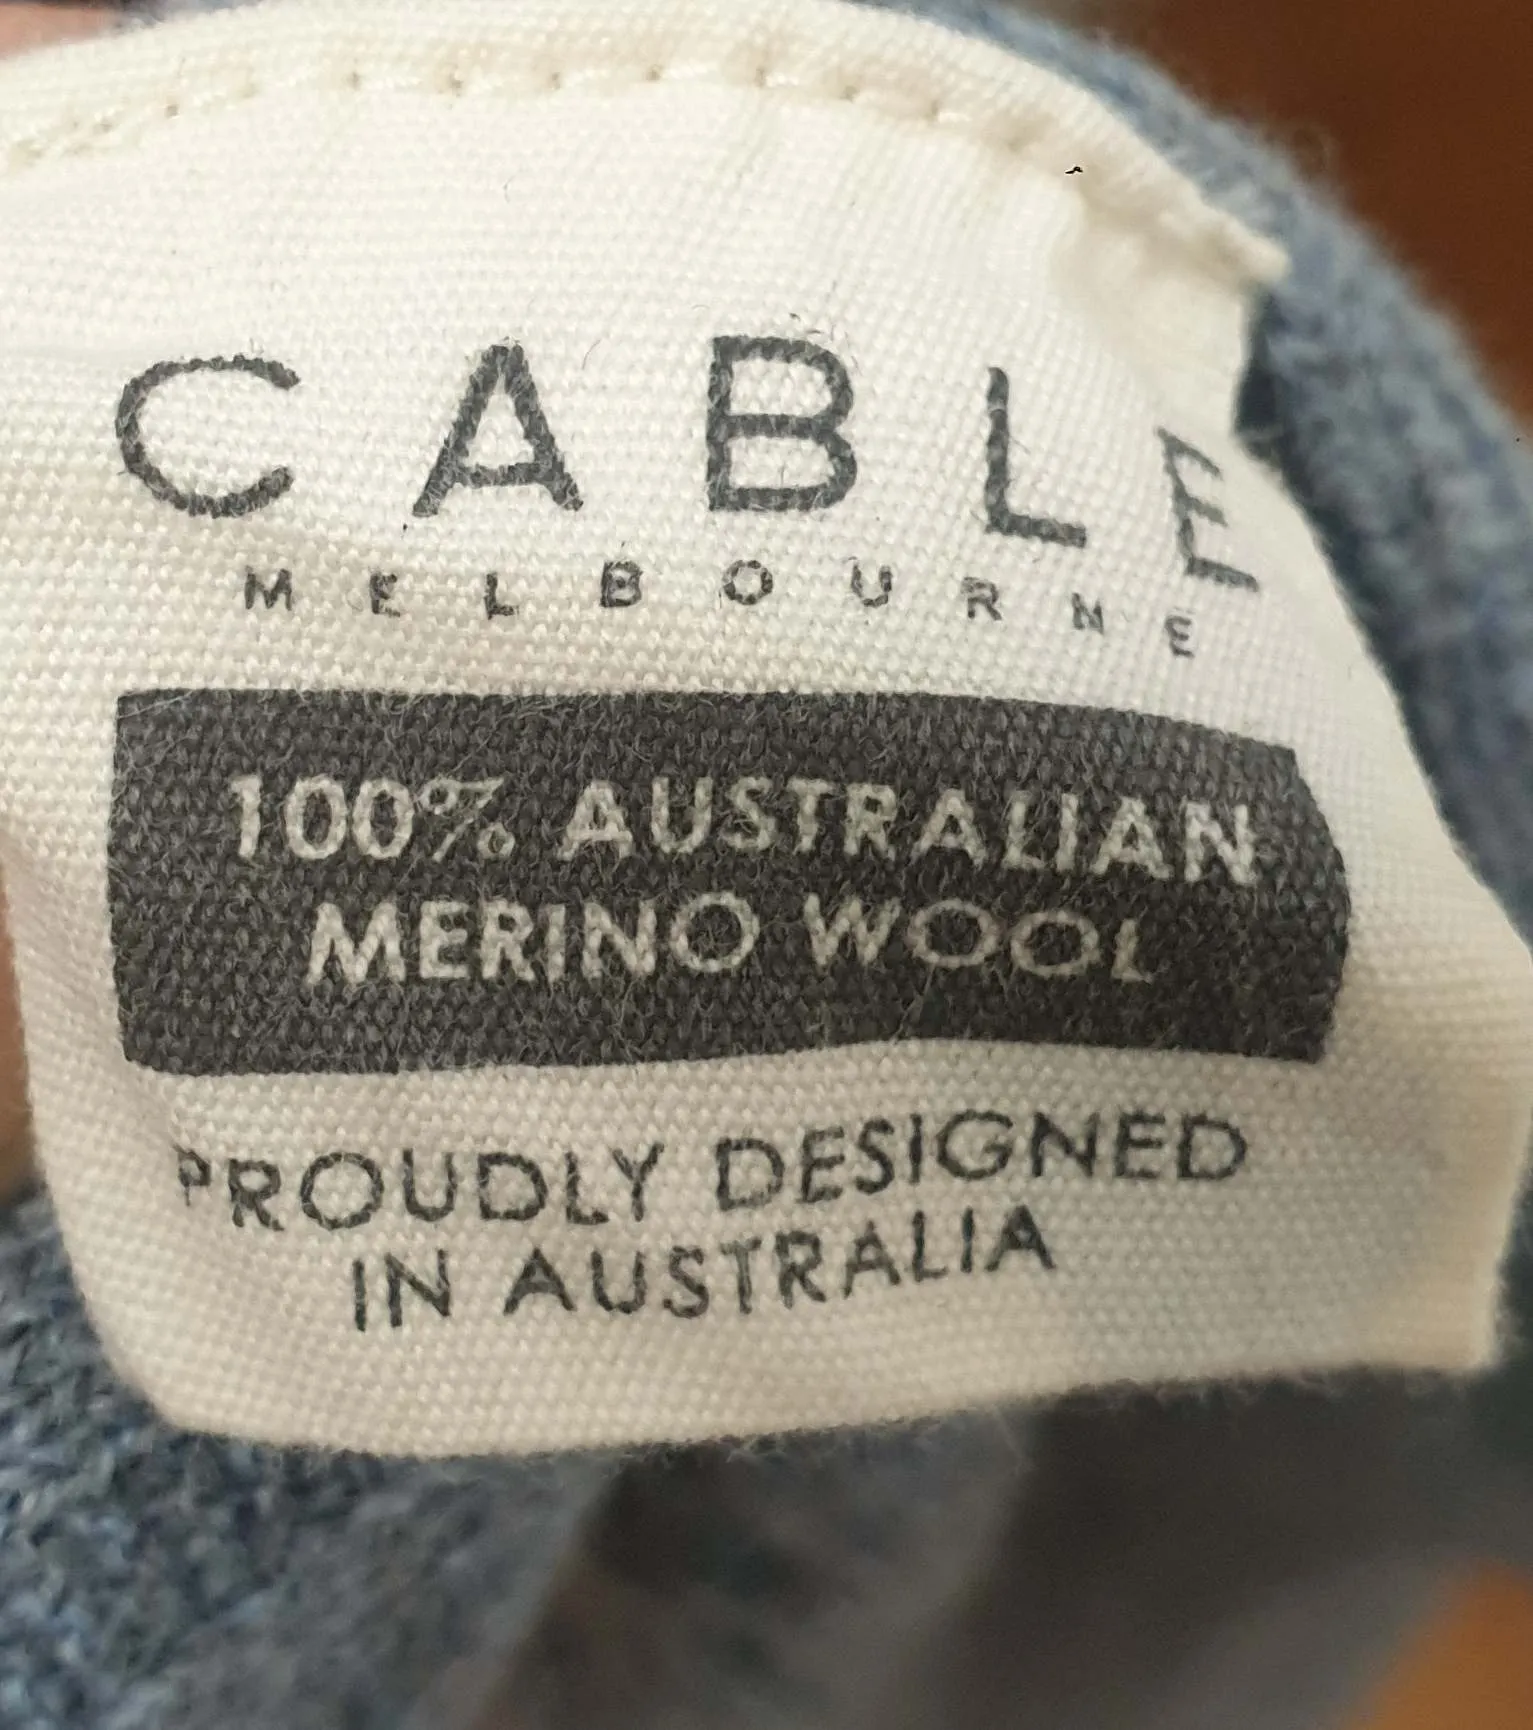 CABLE
MELBOURNE
100% AUSTRALIAN
MERINO WOOL
PROUDLY DESIGNED
IN AUSTRALIA